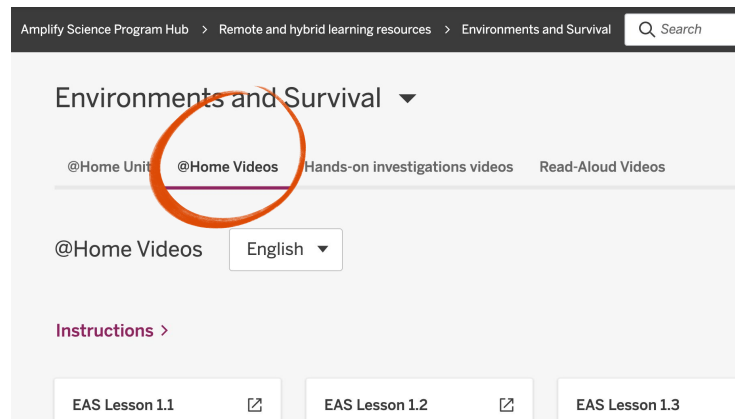 Amplify Science Program Hub > Remote and hybrid learning resources > Environments and Survival Search
Environments and Survival
@Home Unit @Home Videos Hands-on investigations videos Read-Aloud Videos
@Home Videos English
Instructions >
EAS Lesson 1.1 EAS Lesson 1.2 EAS Lesson 1.3